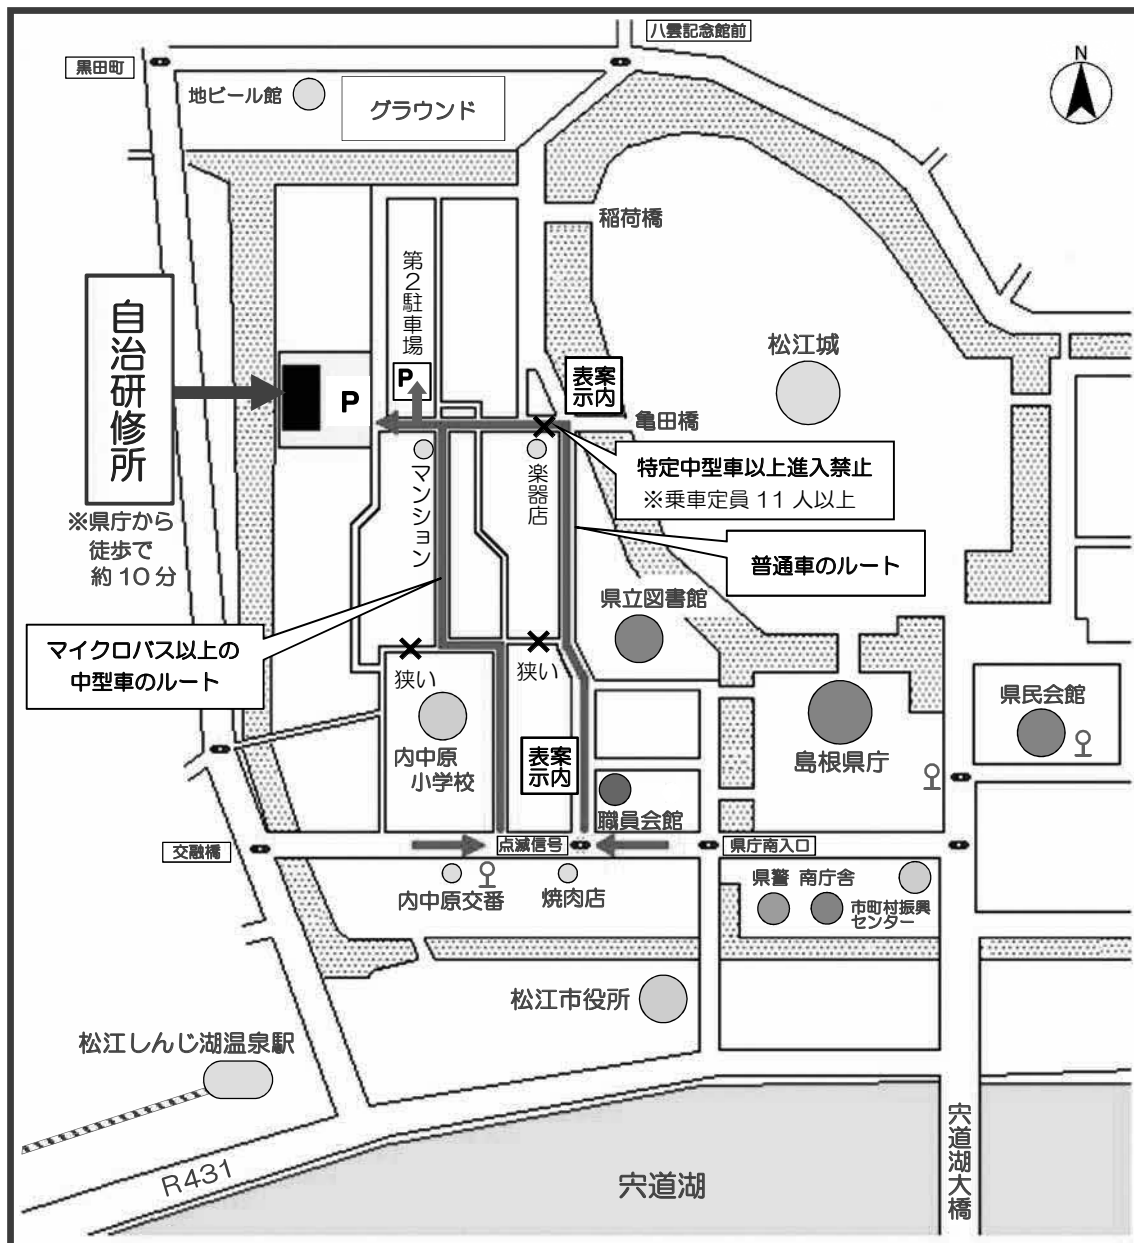 八雲記念館前
黒田町
N
地ビール館
グラウンド
稲荷橋
第2駐車場
自治研修所
松江城
P
表案
示内
P
亀田橋
特定中型車以上進入禁止
※乗車定員 11 人以上
マンション
楽器店
※県庁から
徒歩で
約 10 分
普通車のルート
県立図書館
マイクロバス以上の
中型車のルート
狭い
狭い
県民会館
内中原
小学校
表案
示内
島根県庁
職員会館
交融橋
点滅信号
県庁南入口
内中原交番
焼肉店
県警
南庁舎
市町村振興
センター
松江市役所
松江しんじ湖温泉駅
R431
宍道湖
宍道湖大橋